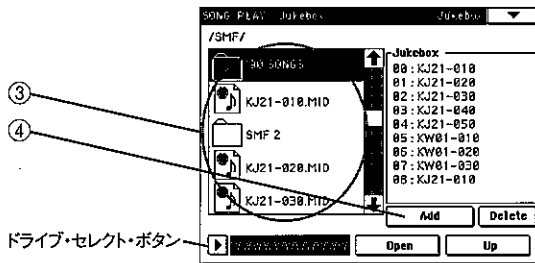 SONG PLAY Jukebox Jukebox
/SMF/
'90 SONGS
KJ21-010.MID
SMF 2
KJ21-020.MID
KJ21-030.MID
Jukebox
00:KJ21-010
01:KJ21-020
02:KJ21-030
03:KJ21-040
04:KJ21-050
05:KW01-010
06:KW01-020
07:KW01-030
08:KJ21-010
Add Delete
Open Up
③
④
ドライブ・セレクト・ボタン